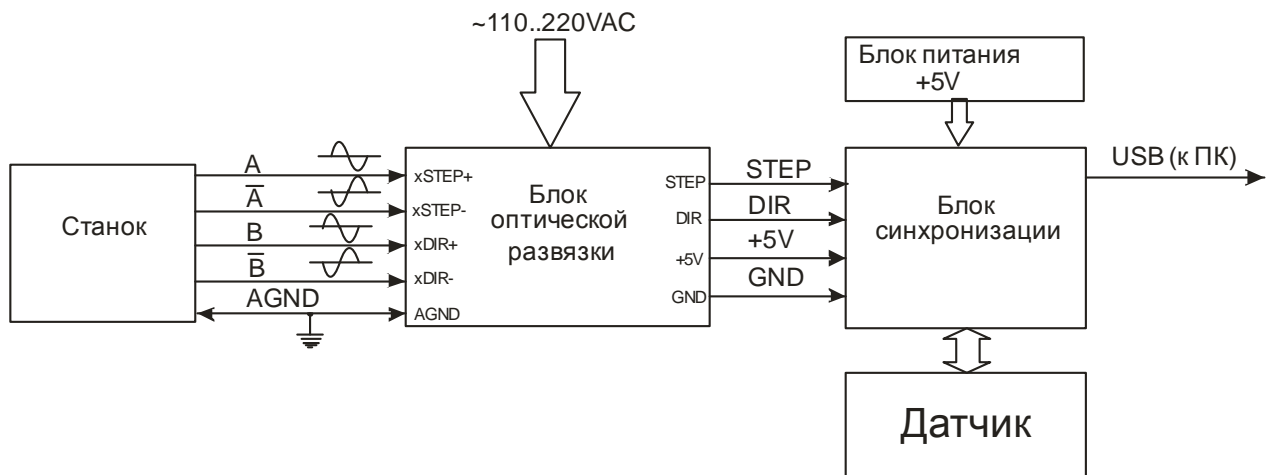 ~110..220VAC
Блок питания
+5V
Станок
A
A̅
B
B̅
AGND
xSTEP+
xSTEP-
xDIR+
xDIR-
AGND
Блок
оптической
развязки
STEP
DIR
+5V
GND
STEP
DIR
+5V
GND
Блок
синхронизации
USB (к ПК)
Датчик